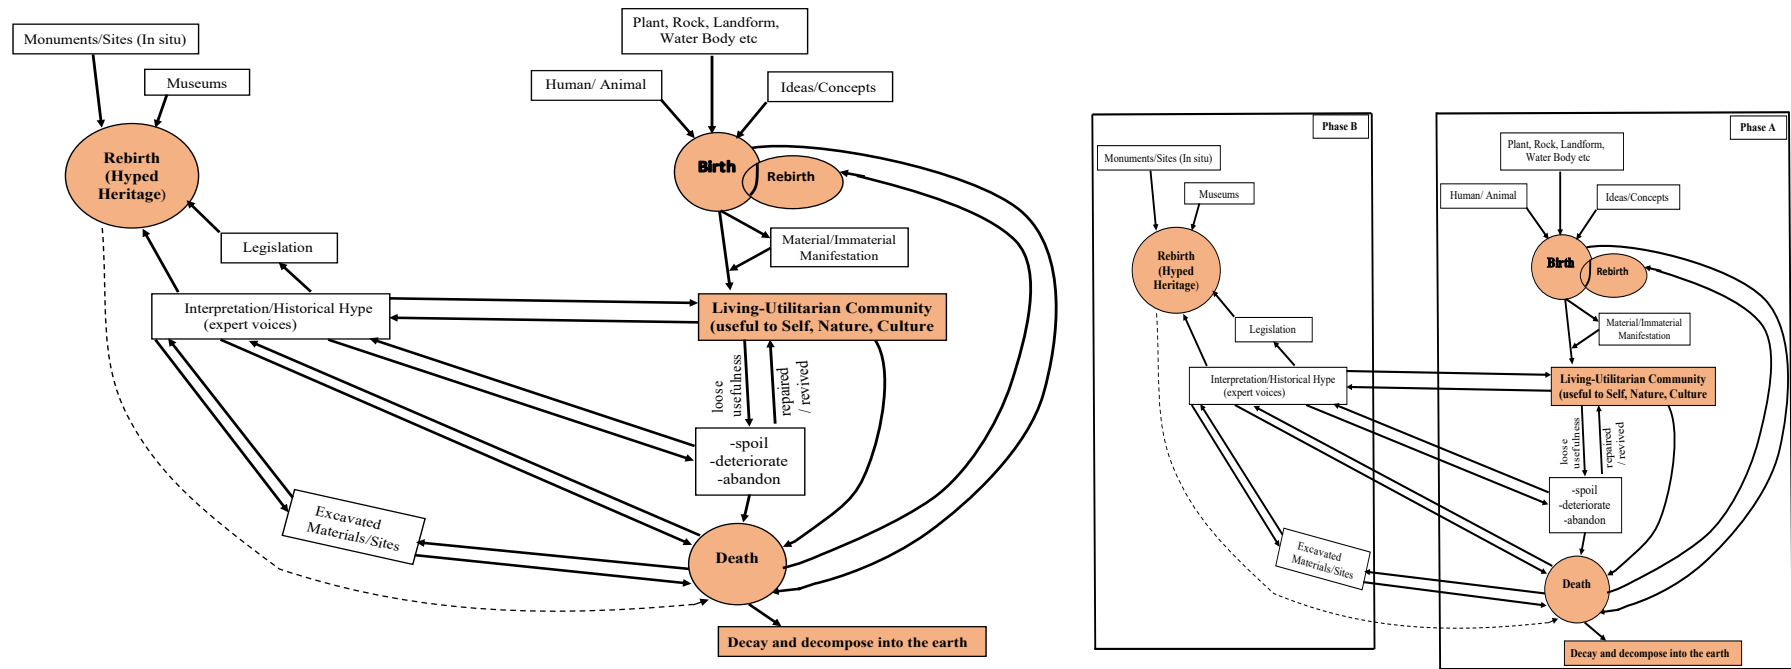 Monuments/Sites (In situ)
Museums
Rebirth
(Hyped
Heritage)
Legislation
Interpretation/Historical Hype
(expert voices)
Excavated
Materials/Sites
Plant, Rock, Landform,
Water Body etc
Human/ Animal
Ideas/Concepts
Birth
Rebirth
Material/Immaterial
Manifestation
Living-Utilitarian Community
(useful to Self, Nature, Culture
loose
usefulness
repaired
/ revived
-spoil
-deteriorate
-abandon
Death
Decay and decompose into the earth
Phase B
Monuments/Sites (In situ)
Museums
Rebirth
(Hyped
Heritage)
Legislation
Interpretation/Historical Hype
(expert voices)
Excavated
Materials/Sites
Phase A
Plant, Rock, Landform,
Water Body etc
Human/ Animal
Ideas/Concepts
Birth
Rebirth
Material/Immaterial
Manifestation
Living-Utilitarian Community
(useful to Self, Nature, Culture
loose
usefulness
repaired
/ revived
-spoil
-deteriorate
-abandon
Death
Decay and decompose into the earth